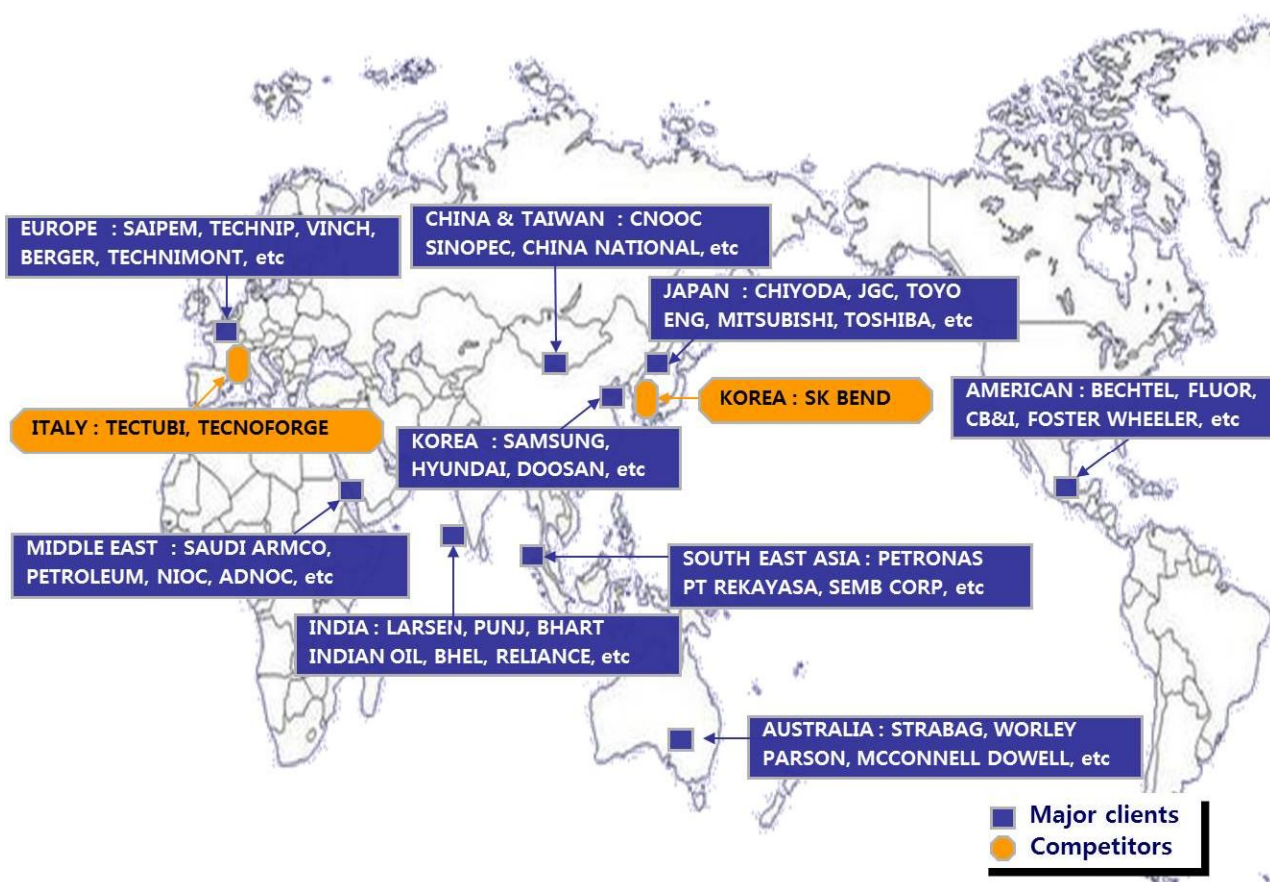 EUROPE : SAIPEM, TECHNIP, VINCH,
BERGER, TECHNIMONT, etc
CHINA & TAIWAN : CNOOC
SINOPEC, CHINA NATIONAL, etc
JAPAN : CHIYODA, JGC, TOYO
ENG, MITSUBISHI, TOSHIBA, etc
AMERICAN : BECHTEL, FLUOR,
CB&I, FOSTER WHEELER, etc
KOREA : SK BEND
ITALY : TECTUBI, TECNOFORGE
KOREA : SAMSUNG,
HYUNDAI, DOOSAN, etc
MIDDLE EAST : SAUDI ARMCO,
PETROLEUM, NIOC, ADNOC, etc
SOUTH EAST ASIA : PETRONAS
PT REKAYASA, SEMB CORP, etc
INDIA : LARSEN, PUNJ, BHART
INDIAN OIL, BHEL, RELIANCE, etc
AUSTRALIA : STRABAG, WORLEY
PARSON, MCCONNELL DOWELL, etc
Major clients
Competitors